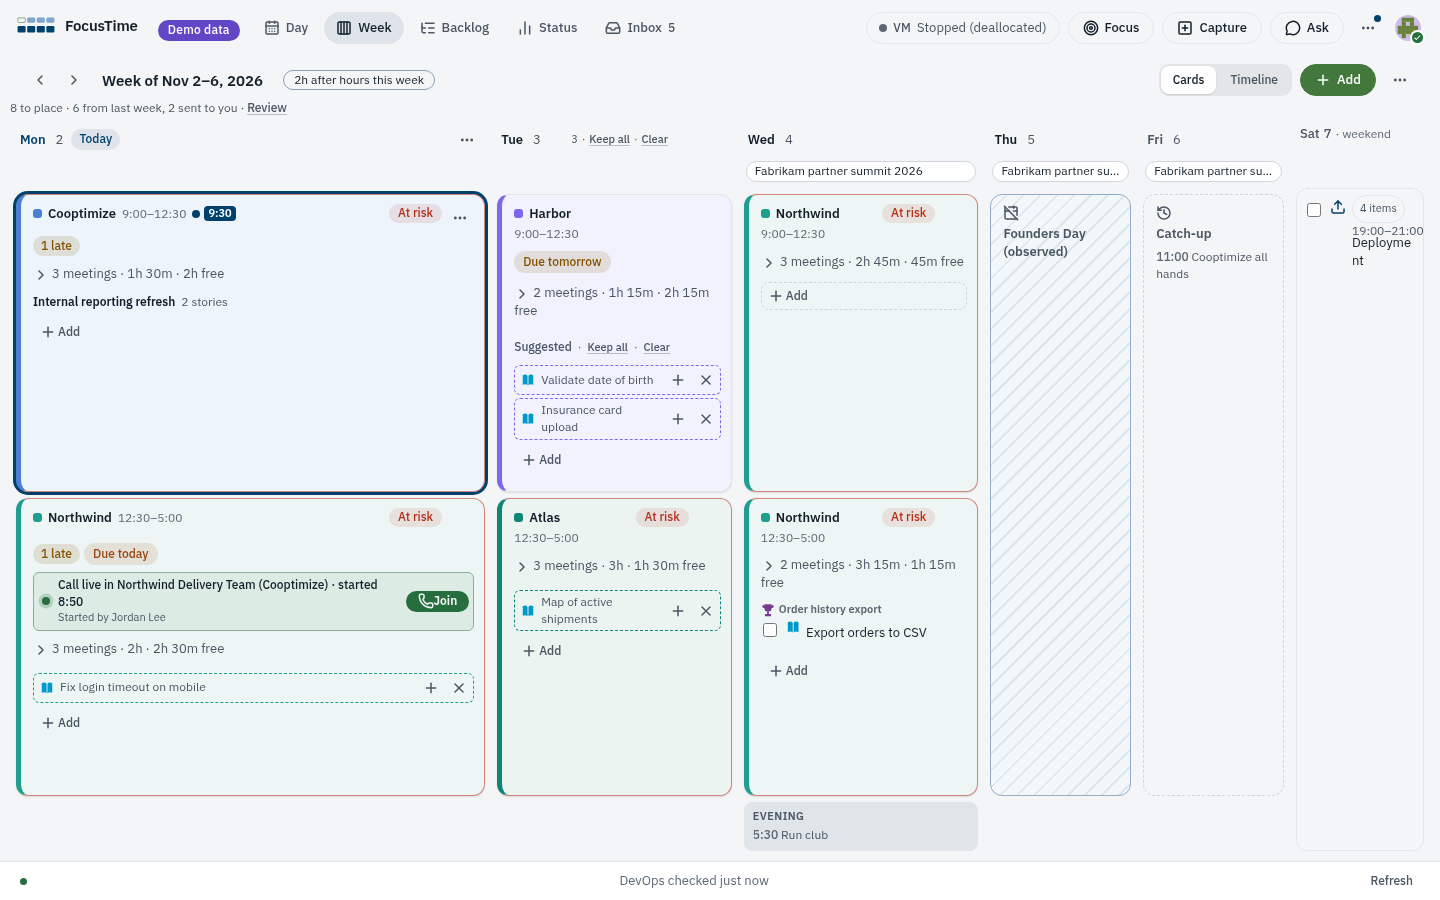 FocusTime
Demo data
Day
Week
Backlog
Status
Inbox 5
VM Stopped (deallocated)
Focus
Capture
Ask
Week of Nov 2–6, 2026
2h after hours this week
Cards
Timeline
Add
8 to place · 6 from last week, 2 sent to you · Review
Mon 2 Today
Tue 3
3 · Keep all · Clear
Wed 4
Thu 5
Fri 6
Sat 7 · weekend
Fabrikam partner summit 2026
Fabrikam partner su...
Fabrikam partner su...
Cooptimize 9:00–12:30 9:30
At risk
1 late
3 meetings · 1h 30m · 2h free
Internal reporting refresh 2 stories
Add
Harbor
9:00–12:30
Due tomorrow
2 meetings · 1h 15m · 2h 15m
free
Suggested · Keep all · Clear
Validate date of birth
Insurance card
upload
Add
Northwind
At risk
9:00–12:30
3 meetings · 2h 45m · 45m free
Add
Founders Day
(observed)
Catch-up
11:00 Cooptimize all
hands
4 items
19:00–21:00
Deployme
nt
Northwind 12:30–5:00
At risk
1 late
Due today
Call live in Northwind Delivery Team (Cooptimize) · started
8:50
Started by Jordan Lee
Join
3 meetings · 2h · 2h 30m free
Fix login timeout on mobile
Add
Atlas
At risk
12:30–5:00
3 meetings · 3h · 1h 30m free
Map of active
shipments
Add
Northwind
At risk
12:30–5:00
2 meetings · 3h 15m · 1h 15m
free
Order history export
Export orders to CSV
Add
EVENING
5:30 Run club
DevOps checked just now
Refresh